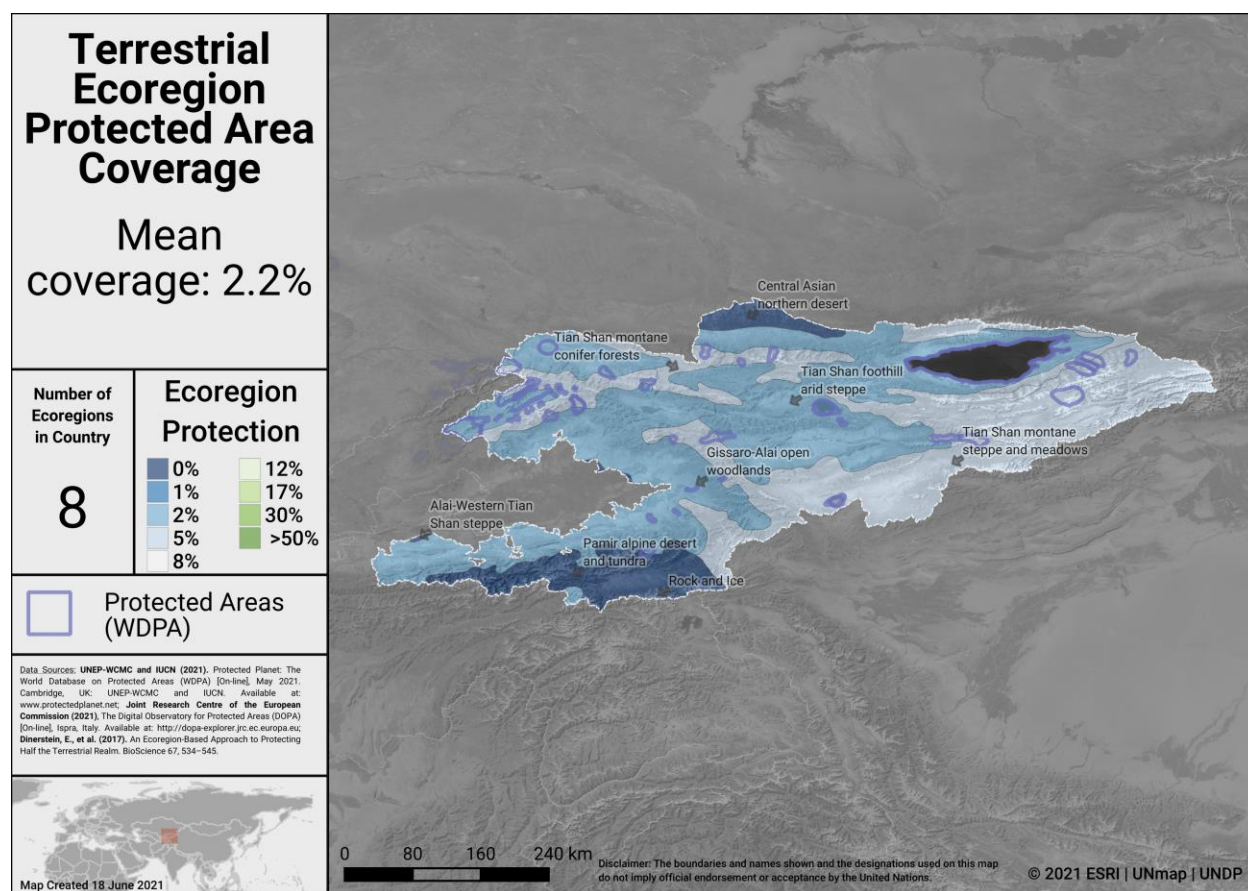 Terrestrial
Ecoregion
Protected Area
Coverage
Mean
coverage: 2.2%
Number of
Ecoregions
in Country
8
Ecoregion
Protection
0%
1%
2%
5%
8%
12%
17%
30%
>50%
Protected Areas
(WDPA)
Data Sources: UNEP-WCMC and IUCN (2021). Protected Planet: The
World Database on Protected Areas (WDPA) [On-line], May 2021.
Cambridge, UK: UNEP-WCMC and IUCN. Available at:
www.protectedplanet.net; Joint Research Centre of the European
Commission (2021), The Digital Observatory for Protected Areas (DOPA)
[On-line], Ispra, Italy. Available at: http://dopa-explorer.jrc.ec.europa.eu;
Dinerstein, E., et al. (2017). An Ecoregion-Based Approach to Protecting
Half the Terrestrial Realm. BioScience 67, 534–545.
Map Created 18 June 2021
Central Asian
northern desert
Tian Shan montane
conifer forests
Tian Shan foothill
arid steppe
Tian Shan montane
steppe and meadows
Gissaro-Alai open
woodlands
Alai-Western Tian
Shan steppe
Pamir alpine desert
and tundra
Rock and Ice
0 80 160 240 km
Disclaimer: The boundaries and names shown and the designations used on this map
do not imply official endorsement or acceptance by the United Nations.
© 2021 ESRI | UNmap | UNDP